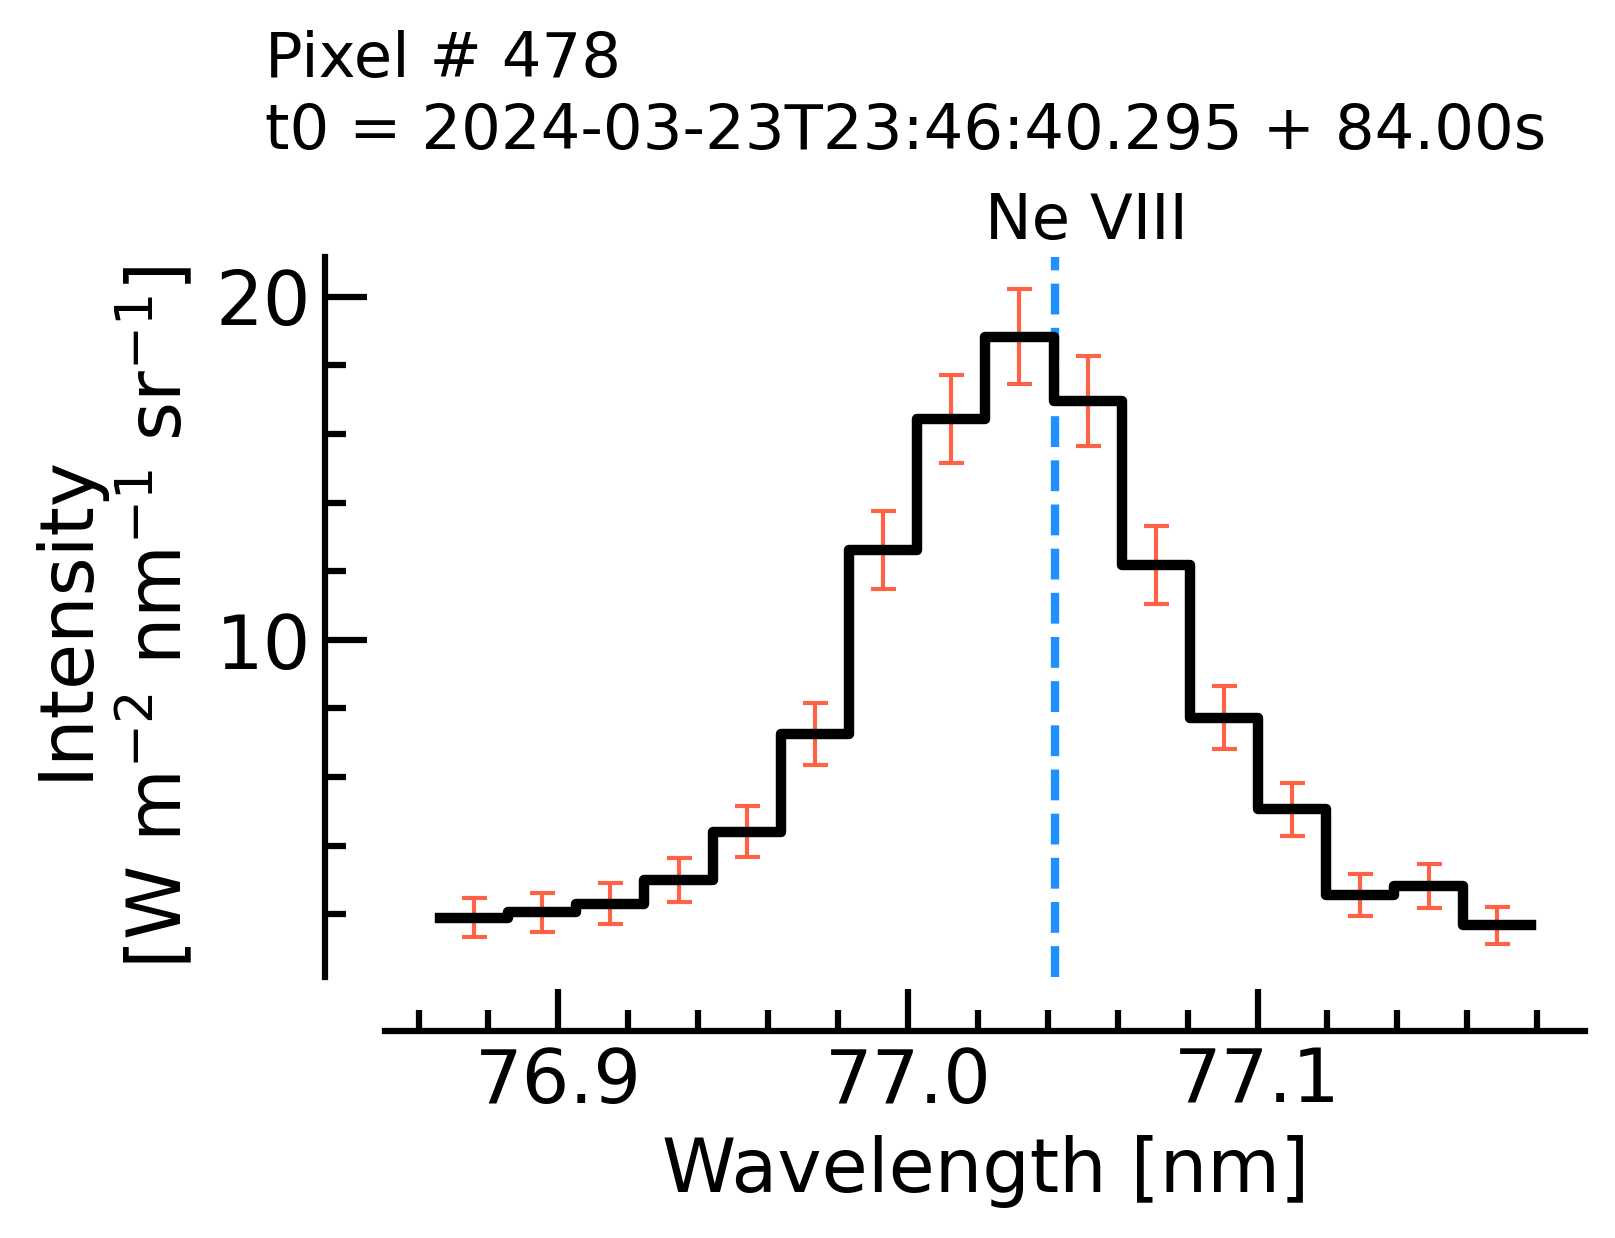 Pixel # 478
t0 = 2024-03-23T23:46:40.295 + 84.00s
Ne VIII
Intensity
[W m⁻² nm⁻¹ sr⁻¹]
20
10
76.9 77.0 77.1
Wavelength [nm]